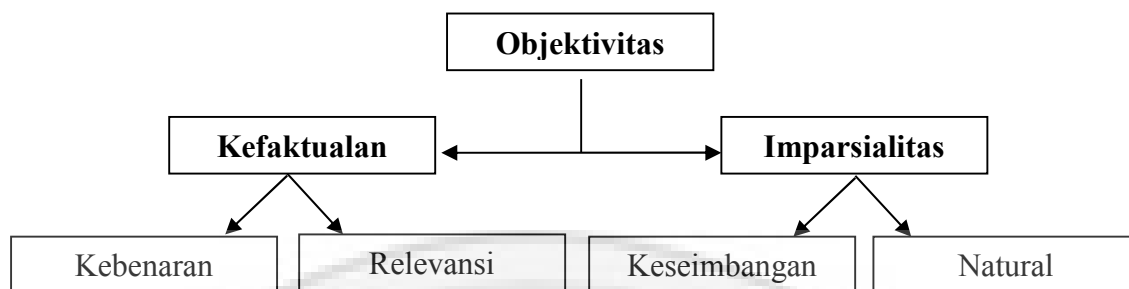 Objektivitas
Kefaktualan
Imparsialitas
Kebenaran
Relevansi
Keseimbangan
Natural